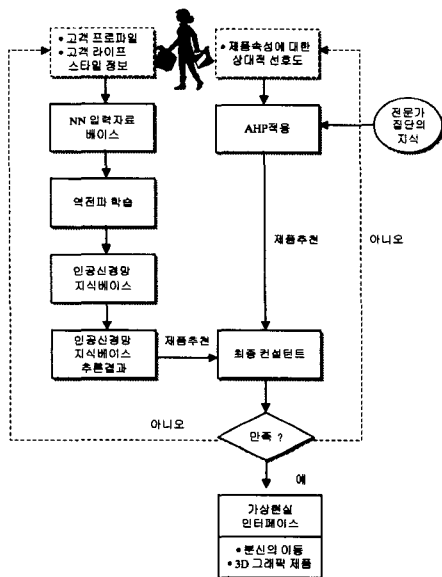 • 고객 프로파일
• 고객 라이프
스타일 정보
• 제품속성에 대한
상대적 선호도
NN 입력자료
베이스
AHP적용
전문가
집단의
지식
역전파 학습
제품추천
아니오
인공신경망
지식베이스
인공신경망
지식베이스
추론결과
제품추천
최종 컨설턴트
아니오
만족 ?
예
가상현실
인터페이스
• 분신의 이동
• 3D 그래픽 제품